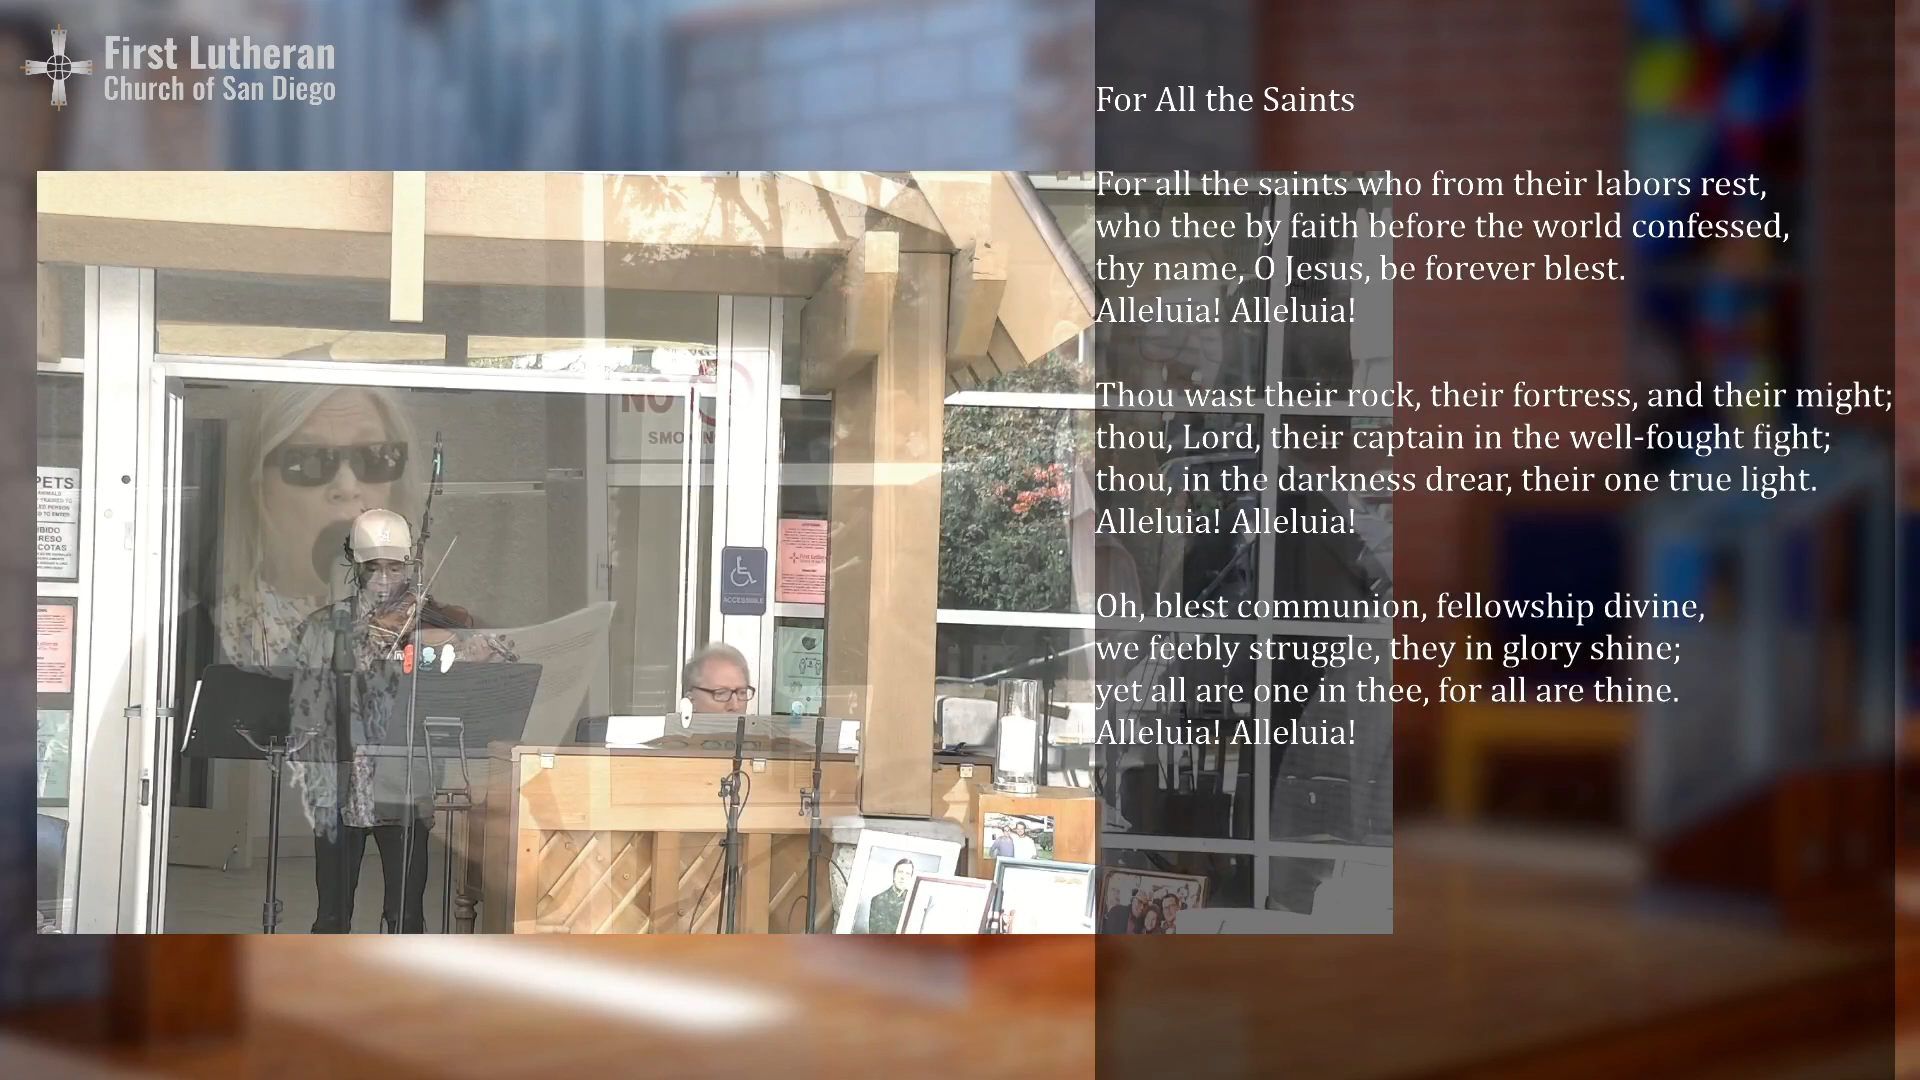 First Lutheran
Church of San Diego
For All the Saints
For all the saints who from their labors rest,
who thee by faith before the world confessed,
thy name, O Jesus, be forever blest.
Alleluia! Alleluia!
Thou wast their rock, their fortress, and their might;
thou, Lord, their captain in the well-fought fight;
thou, in the darkness drear, their one true light.
Alleluia! Alleluia!
Oh, blest communion, fellowship divine,
we feebly struggle, they in glory shine;
yet all are one in thee, for all are thine.
Alleluia! Alleluia!
NO
PETS
ACCESSIBLE